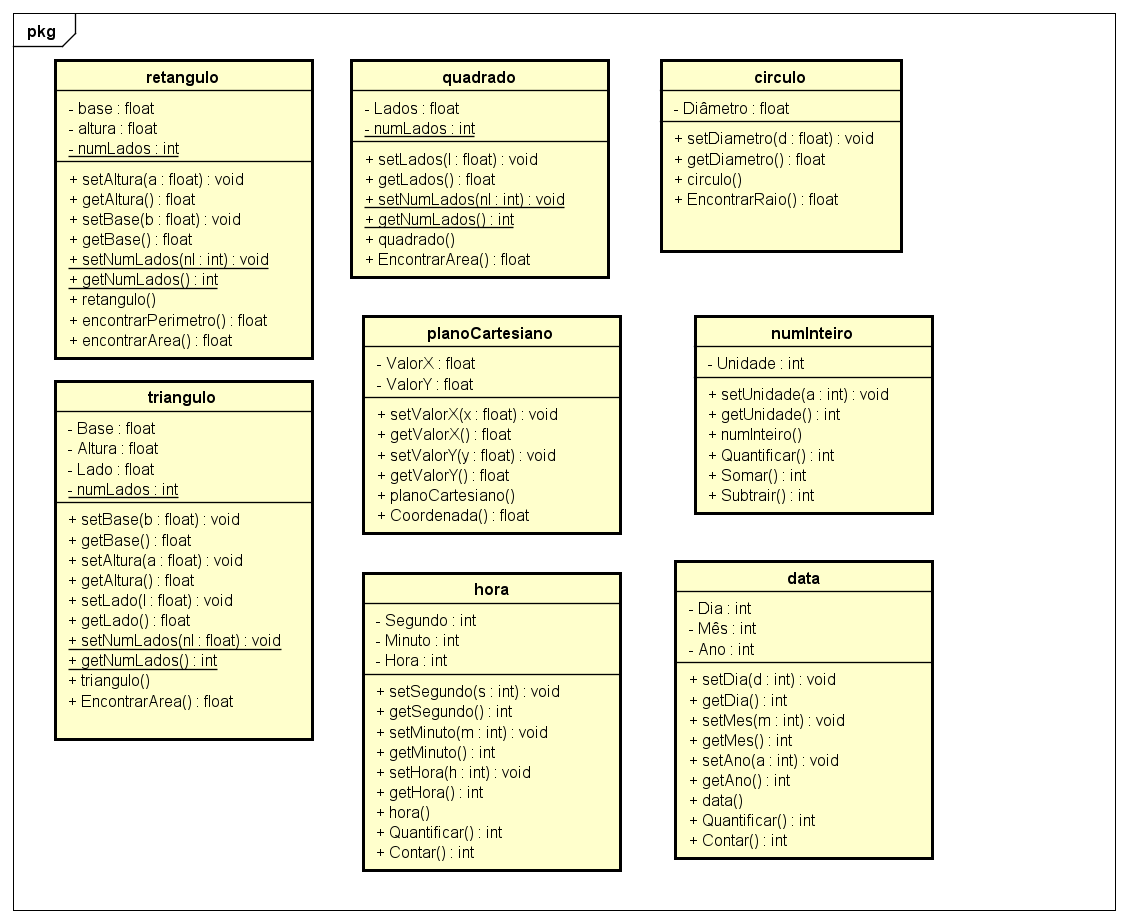 pkg
retangulo
- base : float
- altura : float
- numLados : int
+ setAltura(a : float) : void
+ getAltura() : float
+ setBase(b : float) : void
+ getBase() : float
+ setNumLados(nl : int) : void
+ getNumLados() : int
+ retangulo()
+ encontrarPerimetro() : float
+ encontrarArea() : float
quadrado
- Lados : float
- numLados : int
+ setLados(l : float) : void
+ getLados() : float
+ setNumLados(nl : int) : void
+ getNumLados() : int
+ quadrado()
+ EncontrarArea() : float
circulo
- Diâmetro : float
+ setDiametro(d : float) : void
+ getDiametro() : float
+ circulo()
+ EncontrarRaio() : float
triangulo
- Base : float
- Altura : float
- Lado : float
- numLados : int
+ setBase(b : float) : void
+ getBase() : float
+ setAltura(a : float) : void
+ getAltura() : float
+ setLado(l : float) : void
+ getLado() : float
+ setNumLados(nl : float) : void
+ getNumLados() : int
+ triangulo()
+ EncontrarArea() : float
planoCartesiano
- ValorX : float
- ValorY : float
+ setValorX(x : float) : void
+ getValorX() : float
+ setValorY(y : float) : void
+ getValorY() : float
+ planoCartesiano()
+ Coordenada() : float
numInteiro
- Unidade : int
+ setUnidade(a : int) : void
+ getUnidade() : int
+ numInteiro()
+ Quantificar() : int
+ Somar() : int
+ Subtrair() : int
hora
- Segundo : int
- Minuto : int
- Hora : int
+ setSegundo(s : int) : void
+ getSegundo() : int
+ setMinuto(m : int) : void
+ getMinuto() : int
+ setHora(h : int) : void
+ getHora() : int
+ hora()
+ Quantificar() : int
+ Contar() : int
data
- Dia : int
- Mês : int
- Ano : int
+ setDia(d : int) : void
+ getDia() : int
+ setMes(m : int) : void
+ getMes() : int
+ setAno(a : int) : void
+ getAno() : int
+ data()
+ Quantificar() : int
+ Contar() : int